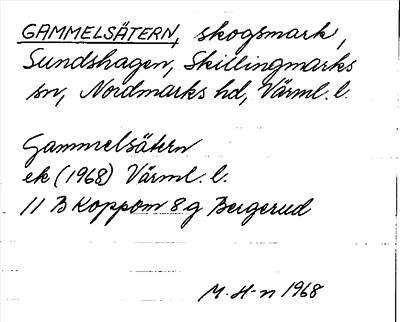 GAMMELSÄTERN, skogsmark,
Sundshagen, Skillingmarks
sn, Nordmarks hd, Värml. l.
Gammelsätern
ek (1968) Värml. l.
11 B Koppom 8 g Bergerud
M. H-n 1968